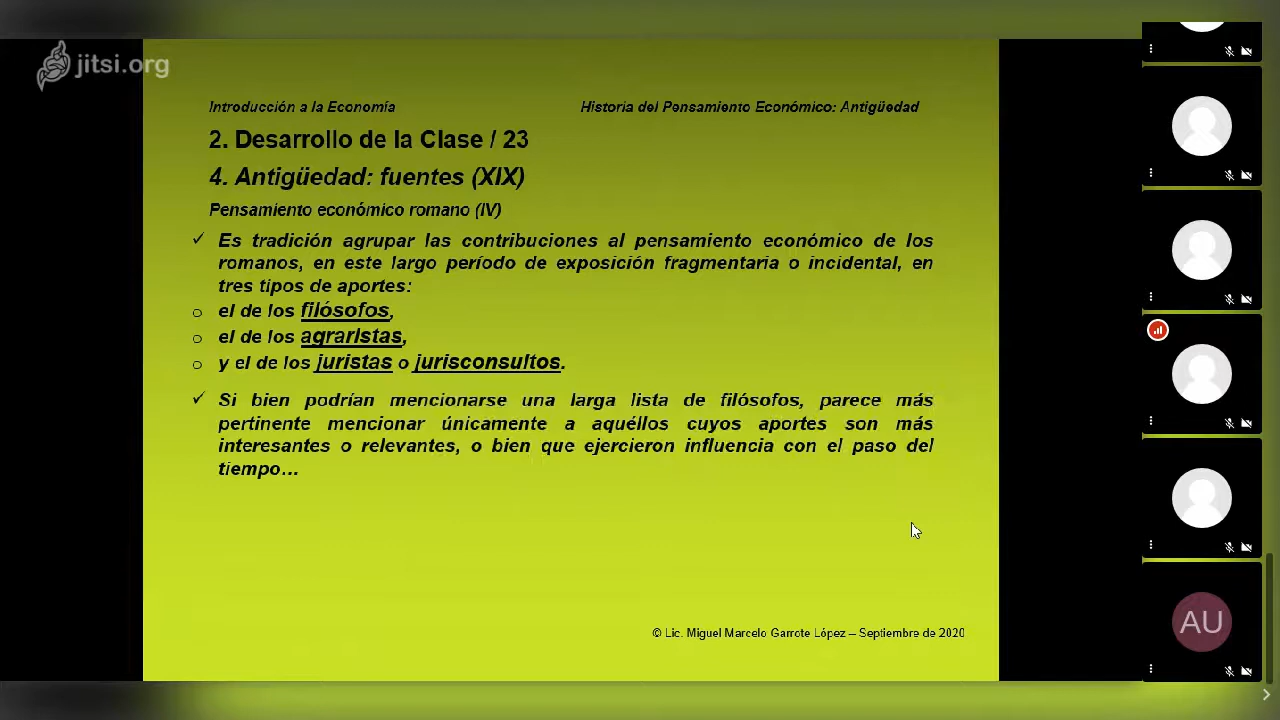 jitsi.org
Introducción a la Economía
Historia del Pensamiento Económico: Antigüedad
2. Desarrollo de la Clase / 23
4. Antigüedad: fuentes (XIX)
Pensamiento económico romano (IV)
✓ Es tradición agrupar las contribuciones al pensamiento económico de los
romanos, en este largo período de exposición fragmentaria o incidental, en
tres tipos de aportes:
o el de los filósofos,
o el de los agraristas,
o y el de los juristas o jurisconsultos.
✓ Si bien podrían mencionarse una larga lista de filósofos, parece más
pertinente mencionar únicamente a aquéllos cuyos aportes son más
interesantes o relevantes, o bien que ejercieron influencia con el paso del
tiempo...
© Lic. Miguel Marcelo Garrote López – Septiembre de 2020
AU